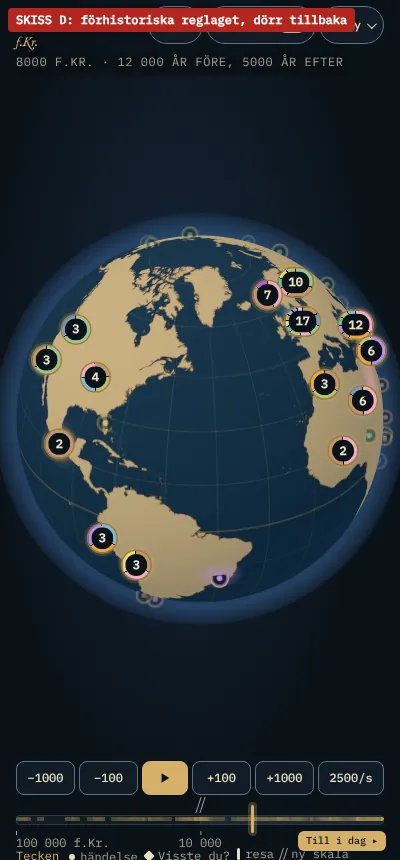 SKISS D: förhistoriska reglaget, dörr tillbaka
y
f.Kr.
8000 F.KR. · 12 000 ÅR FÖRE, 5000 ÅR EFTER
7
10
3
17
12
3
6
4
3
6
2
2
3
3
−1000
−100
▶
+100
+1000
2500/s
//
100 000 f.Kr.
10 000
Till i dag ▸
Tecken händelse Visste du? resa // ny skala